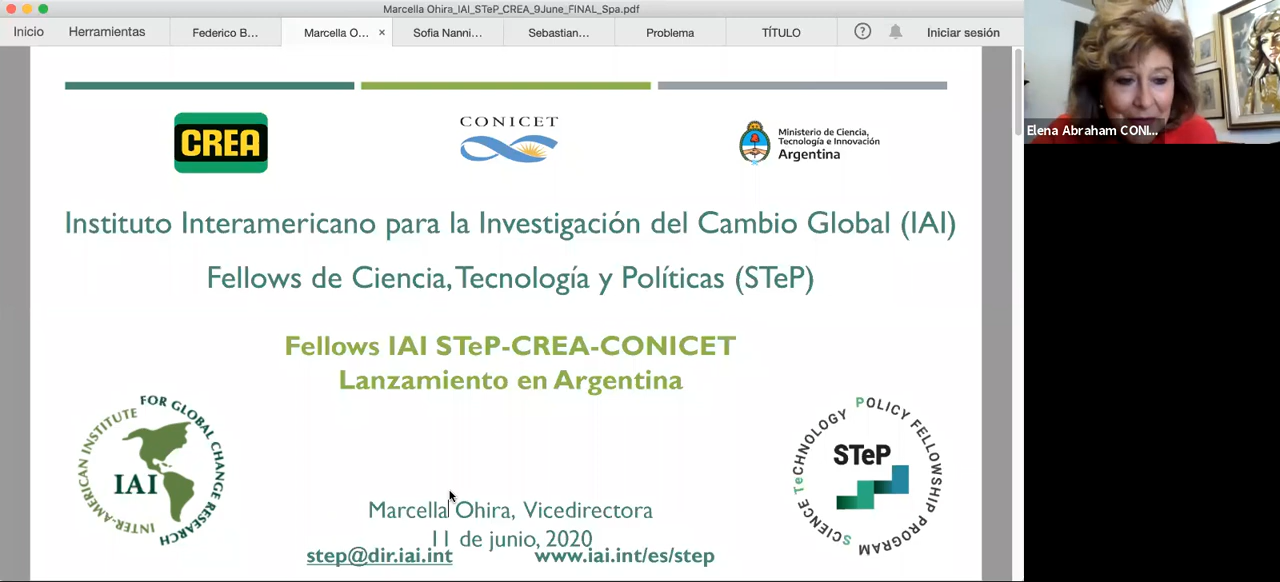 Marcella Ohira_IAI_STeP_CREA_9June_FINAL_Spa.pdf
Inicio
Herramientas
Federico B...
Marcella O... ×
Sofia Nanni...
Sebastian...
Problema
TÍTULO
?
Iniciar sesión
Elena Abraham CONI...
CREA
CONICET
Ministerio de Ciencia,
Tecnología e Innovación
Argentina
Instituto Interamericano para la Investigación del Cambio Global (IAI)
Fellows de Ciencia, Tecnología y Políticas (STeP)
Fellows IAI STeP-CREA-CONICET
Lanzamiento en Argentina
INTER-AMERICAN INSTITUTE FOR GLOBAL CHANGE RESEARCH
IAI
SCIENCE TeCHNOLOGY POLICY FELLOWSHIP PROGRAM
STeP
Marcella Ohira, Vicedirectora
11 de junio, 2020
step@dir.iai.int
www.iai.int/es/step